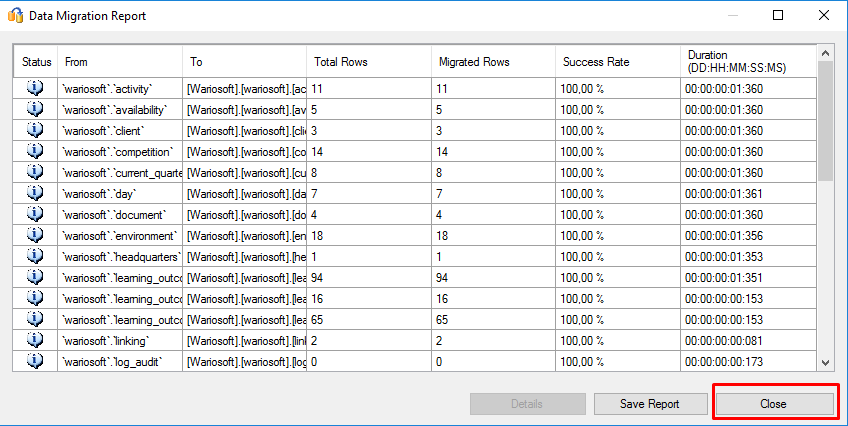 Data Migration Report
Status From To Total Rows Migrated Rows Success Rate Duration
(DD:HH:MM:SS:MS)
`wariosoft`.`activity` [Wariosoft].[wariosoft].[ac 11 11 100,00 % 00:00:00:01:360
`wariosoft`.`availability` [Wariosoft].[wariosoft].[av 5 5 100,00 % 00:00:00:01:360
`wariosoft`.`client` [Wariosoft].[wariosoft].[clie 3 3 100,00 % 00:00:00:01:360
`wariosoft`.`competition` [Wariosoft].[wariosoft].[co 14 14 100,00 % 00:00:00:01:360
`wariosoft`.`current_quarte [Wariosoft].[wariosoft].[cu 8 8 100,00 % 00:00:00:01:360
`wariosoft`.`day` [Wariosoft].[wariosoft].[da 7 7 100,00 % 00:00:00:01:361
`wariosoft`.`document` [Wariosoft].[wariosoft].[do 4 4 100,00 % 00:00:00:01:360
`wariosoft`.`environment` [Wariosoft].[wariosoft].[en 18 18 100,00 % 00:00:00:01:356
`wariosoft`.`headquarters` [Wariosoft].[wariosoft].[he 1 1 100,00 % 00:00:00:01:353
`wariosoft`.`learning_outco [Wariosoft].[wariosoft].[lea 94 94 100,00 % 00:00:00:01:351
`wariosoft`.`learning_outco [Wariosoft].[wariosoft].[lea 16 16 100,00 % 00:00:00:00:153
`wariosoft`.`learning_outco [Wariosoft].[wariosoft].[lea 65 65 100,00 % 00:00:00:00:153
`wariosoft`.`linking` [Wariosoft].[wariosoft].[link 2 2 100,00 % 00:00:00:00:081
`wariosoft`.`log_audit` [Wariosoft].[wariosoft].[log 0 0 100,00 % 00:00:00:00:173
Details Save Report Close